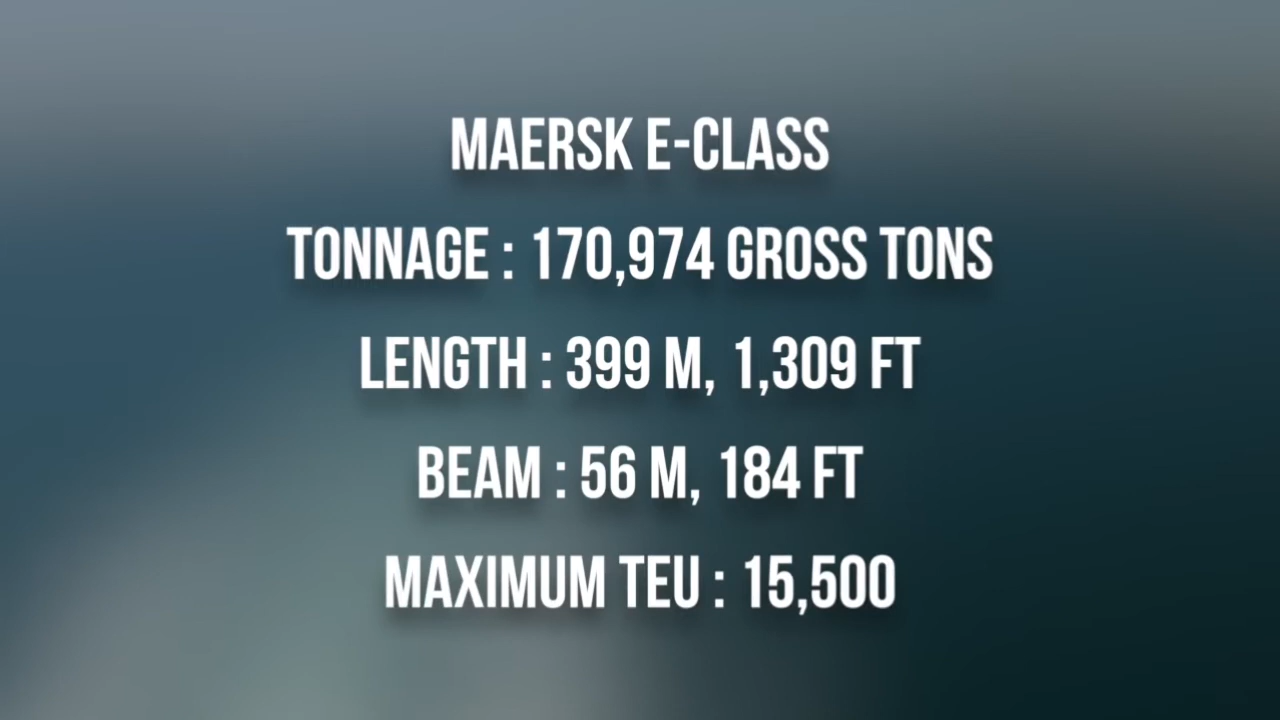 MAERSK E-CLASS
TONNAGE : 170,974 GROSS TONS
LENGTH : 399 M, 1,309 FT
BEAM : 56 M, 184 FT
MAXIMUM TEU : 15,500